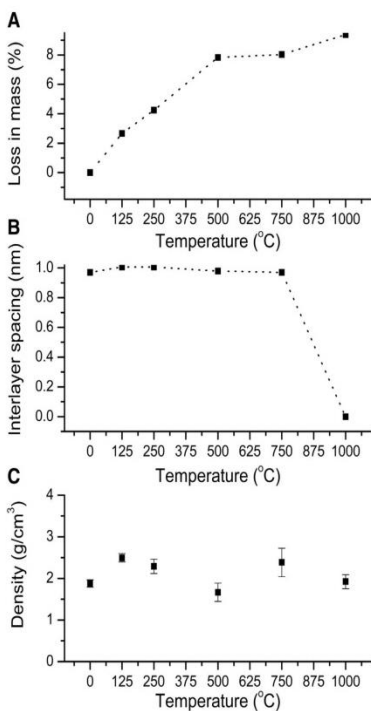 A
Loss in mass (%)
8
6
4
2
0
0 125 250 375 500 625 750 875 1000
Temperature (°C)
B
Interlayer spacing (nm)
1.0
0.8
0.6
0.4
0.2
0.0
0 125 250 375 500 625 750 875 1000
Temperature (°C)
C
Density (g/cm³)
4
3
2
1
0
0 125 250 375 500 625 750 875 1000
Temperature (°C)